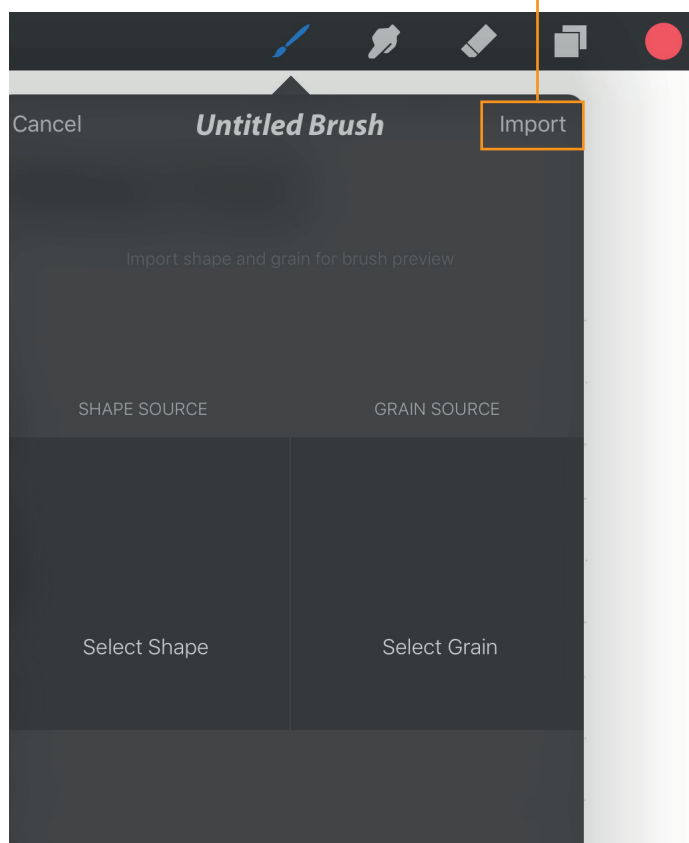 Cancel Untitled Brush Import
Import shape and grain for brush preview
SHAPE SOURCE GRAIN SOURCE
Select Shape Select Grain